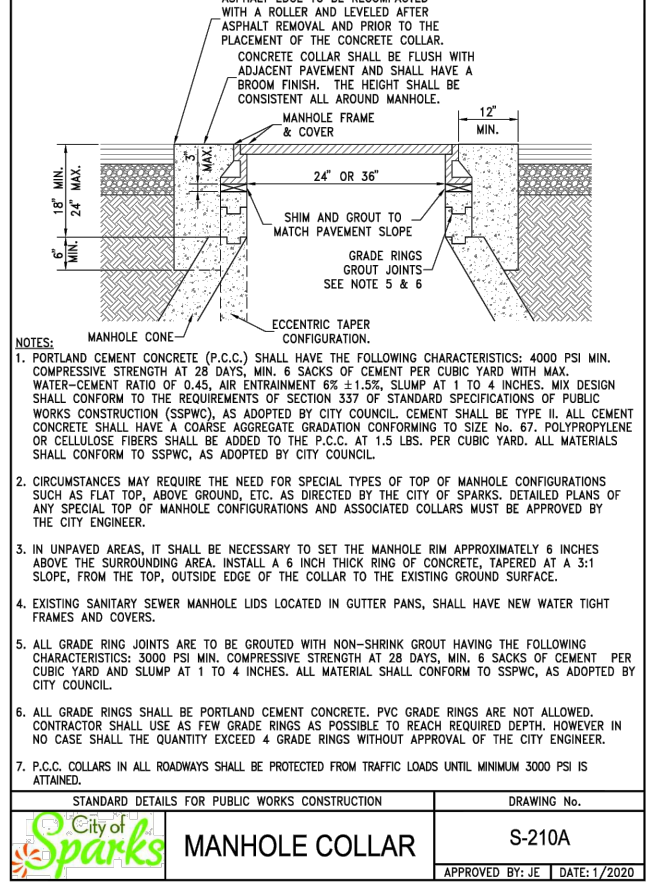 ASPHALT EDGE TO BE RECOMPACTED
WITH A ROLLER AND LEVELED AFTER
ASPHALT REMOVAL AND PRIOR TO THE
PLACEMENT OF THE CONCRETE COLLAR.
CONCRETE COLLAR SHALL BE FLUSH WITH
ADJACENT PAVEMENT AND SHALL HAVE A
BROOM FINISH. THE HEIGHT SHALL BE
CONSISTENT ALL AROUND MANHOLE.
MANHOLE FRAME
& COVER
12"
MIN.
3"
MAX.
24" OR 36"
18" MIN.
24" MAX.
SHIM AND GROUT TO
MATCH PAVEMENT SLOPE
6"
MIN.
GRADE RINGS
GROUT JOINTS
SEE NOTE 5 & 6
MANHOLE CONE
ECCENTRIC TAPER
CONFIGURATION.
NOTES:
1. PORTLAND CEMENT CONCRETE (P.C.C.) SHALL HAVE THE FOLLOWING CHARACTERISTICS: 4000 PSI MIN.
COMPRESSIVE STRENGTH AT 28 DAYS, MIN. 6 SACKS OF CEMENT PER CUBIC YARD WITH MAX.
WATER-CEMENT RATIO OF 0.45, AIR ENTRAINMENT 6% ±1.5%, SLUMP AT 1 TO 4 INCHES. MIX DESIGN
SHALL CONFORM TO THE REQUIREMENTS OF SECTION 337 OF STANDARD SPECIFICATIONS OF PUBLIC
WORKS CONSTRUCTION (SSPWC), AS ADOPTED BY CITY COUNCIL. CEMENT SHALL BE TYPE II. ALL CEMENT
CONCRETE SHALL HAVE A COARSE AGGREGATE GRADATION CONFORMING TO SIZE No. 67. POLYPROPYLENE
OR CELLULOSE FIBERS SHALL BE ADDED TO THE P.C.C. AT 1.5 LBS. PER CUBIC YARD. ALL MATERIALS
SHALL CONFORM TO SSPWC, AS ADOPTED BY CITY COUNCIL.
2. CIRCUMSTANCES MAY REQUIRE THE NEED FOR SPECIAL TYPES OF TOP OF MANHOLE CONFIGURATIONS
SUCH AS FLAT TOP, ABOVE GROUND, ETC. AS DIRECTED BY THE CITY OF SPARKS. DETAILED PLANS OF
ANY SPECIAL TOP OF MANHOLE CONFIGURATIONS AND ASSOCIATED COLLARS MUST BE APPROVED BY
THE CITY ENGINEER.
3. IN UNPAVED AREAS, IT SHALL BE NECESSARY TO SET THE MANHOLE RIM APPROXIMATELY 6 INCHES
ABOVE THE SURROUNDING AREA. INSTALL A 6 INCH THICK RING OF CONCRETE, TAPERED AT A 3:1
SLOPE, FROM THE TOP, OUTSIDE EDGE OF THE COLLAR TO THE EXISTING GROUND SURFACE.
4. EXISTING SANITARY SEWER MANHOLE LIDS LOCATED IN GUTTER PANS, SHALL HAVE NEW WATER TIGHT
FRAMES AND COVERS.
5. ALL GRADE RING JOINTS ARE TO BE GROUTED WITH NON-SHRINK GROUT HAVING THE FOLLOWING
CHARACTERISTICS: 3000 PSI MIN. COMPRESSIVE STRENGTH AT 28 DAYS, MIN. 6 SACKS OF CEMENT PER
CUBIC YARD AND SLUMP AT 1 TO 4 INCHES. ALL MATERIAL SHALL CONFORM TO SSPWC, AS ADOPTED BY
CITY COUNCIL.
6. ALL GRADE RINGS SHALL BE PORTLAND CEMENT CONCRETE. PVC GRADE RINGS ARE NOT ALLOWED.
CONTRACTOR SHALL USE AS FEW GRADE RINGS AS POSSIBLE TO REACH REQUIRED DEPTH. HOWEVER IN
NO CASE SHALL THE QUANTITY EXCEED 4 GRADE RINGS WITHOUT APPROVAL OF THE CITY ENGINEER.
7. P.C.C. COLLARS IN ALL ROADWAYS SHALL BE PROTECTED FROM TRAFFIC LOADS UNTIL MINIMUM 3000 PSI IS
ATTAINED.
STANDARD DETAILS FOR PUBLIC WORKS CONSTRUCTION
DRAWING No.
City of
Sparks
MANHOLE COLLAR
S-210A
APPROVED BY: JE
DATE: 1/2020